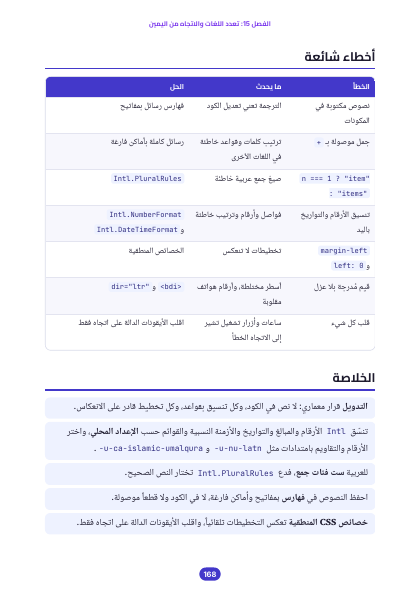 الفصل 15: تعدد اللغات والاتجاه من اليمين
أخطاء شائعة
الخطأ ما يحدث الحل
نصوص مكتوبة في المكونات الترجمة تعني تعديل الكود فهارس رسائل بمفاتيح
جمل موصولة بـ + ترتيب كلمات وقواعد خاطئة في اللغات الأخرى رسائل كاملة بأماكن فارغة
n === 1 ? "item" : "items" صيغ جمع عربية خاطئة Intl.PluralRules
تنسيق الأرقام والتواريخ باليد فواصل وأرقام وترتيب خاطئة Intl.NumberFormat و Intl.DateTimeFormat
margin-left و left: 0 تخطيطات لا تنعكس الخصائص المنطقية
قيم مُدرجة بلا عزل أسطر مختلطة، وأرقام هواتف مقلوبة <bdi> و dir="ltr"
قلب كل شيء ساعات وأزرار تشغيل تشير إلى الاتجاه الخطأ اقلب الأيقونات الدالة على اتجاه فقط
الخلاصة
التدويل قرار معماري: لا نص في الكود، وكل تنسيق بقواعد، وكل تخطيط قادر على الانعكاس.
تنسّق Intl الأرقام والمبالغ والتواريخ والأزمنة النسبية والقوائم حسب الإعداد المحلي، واختر
الأرقام والتقاويم بامتدادات مثل -u-nu-latn و -u-ca-islamic-umalqura.
للعربية ست فئات جمع، فدع Intl.PluralRules تختار النص الصحيح.
احفظ النصوص في فهارس بمفاتيح وأماكن فارغة، لا في الكود ولا قطعاً موصولة.
خصائص CSS المنطقية تعكس التخطيطات تلقائياً، واقلب الأيقونات الدالة على اتجاه فقط.
168